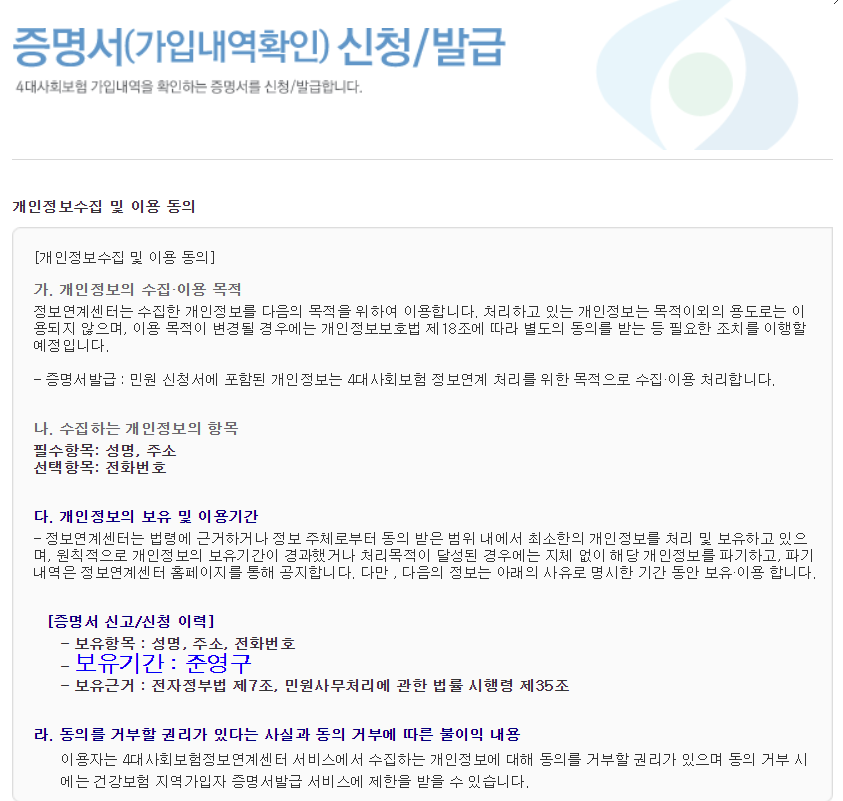 증명서(가입내역확인) 신청/발급
4대사회보험 가입내역을 확인하는 증명서를 신청/발급합니다.
개인정보수집 및 이용 동의
[개인정보수집 및 이용 동의]
가. 개인정보의 수집·이용 목적
정보연계센터는 수집한 개인정보를 다음의 목적을 위하여 이용합니다. 처리하고 있는 개인정보는 목적이외의 용도로는 이
용되지 않으며, 이용 목적이 변경될 경우에는 개인정보보호법 제18조에 따라 별도의 동의를 받는 등 필요한 조치를 이행할
예정입니다.
- 증명서발급 : 민원 신청서에 포함된 개인정보는 4대사회보험 정보연계 처리를 위한 목적으로 수집·이용 처리합니다.
나. 수집하는 개인정보의 항목
필수항목: 성명, 주소
선택항목: 전화번호
다. 개인정보의 보유 및 이용기간
- 정보연계센터는 법령에 근거하거나 정보 주체로부터 동의 받은 범위 내에서 최소한의 개인정보를 처리 및 보유하고 있으
며, 원칙적으로 개인정보의 보유기간이 경과했거나 처리목적이 달성된 경우에는 지체 없이 해당 개인정보를 파기하고, 파기
내역은 정보연계센터 홈페이지를 통해 공지합니다. 다만 , 다음의 정보는 아래의 사유로 명시한 기간 동안 보유·이용 합니다.
[증명서 신고/신청 이력]
- 보유항목 : 성명, 주소, 전화번호
- 보유기간 : 준영구
- 보유근거 : 전자정부법 제7조, 민원사무처리에 관한 법률 시행령 제35조
라. 동의를 거부할 권리가 있다는 사실과 동의 거부에 따른 불이익 내용
이용자는 4대사회보험정보연계센터 서비스에서 수집하는 개인정보에 대해 동의를 거부할 권리가 있으며 동의 거부 시
에는 건강보험 지역가입자 증명서발급 서비스에 제한을 받을 수 있습니다.